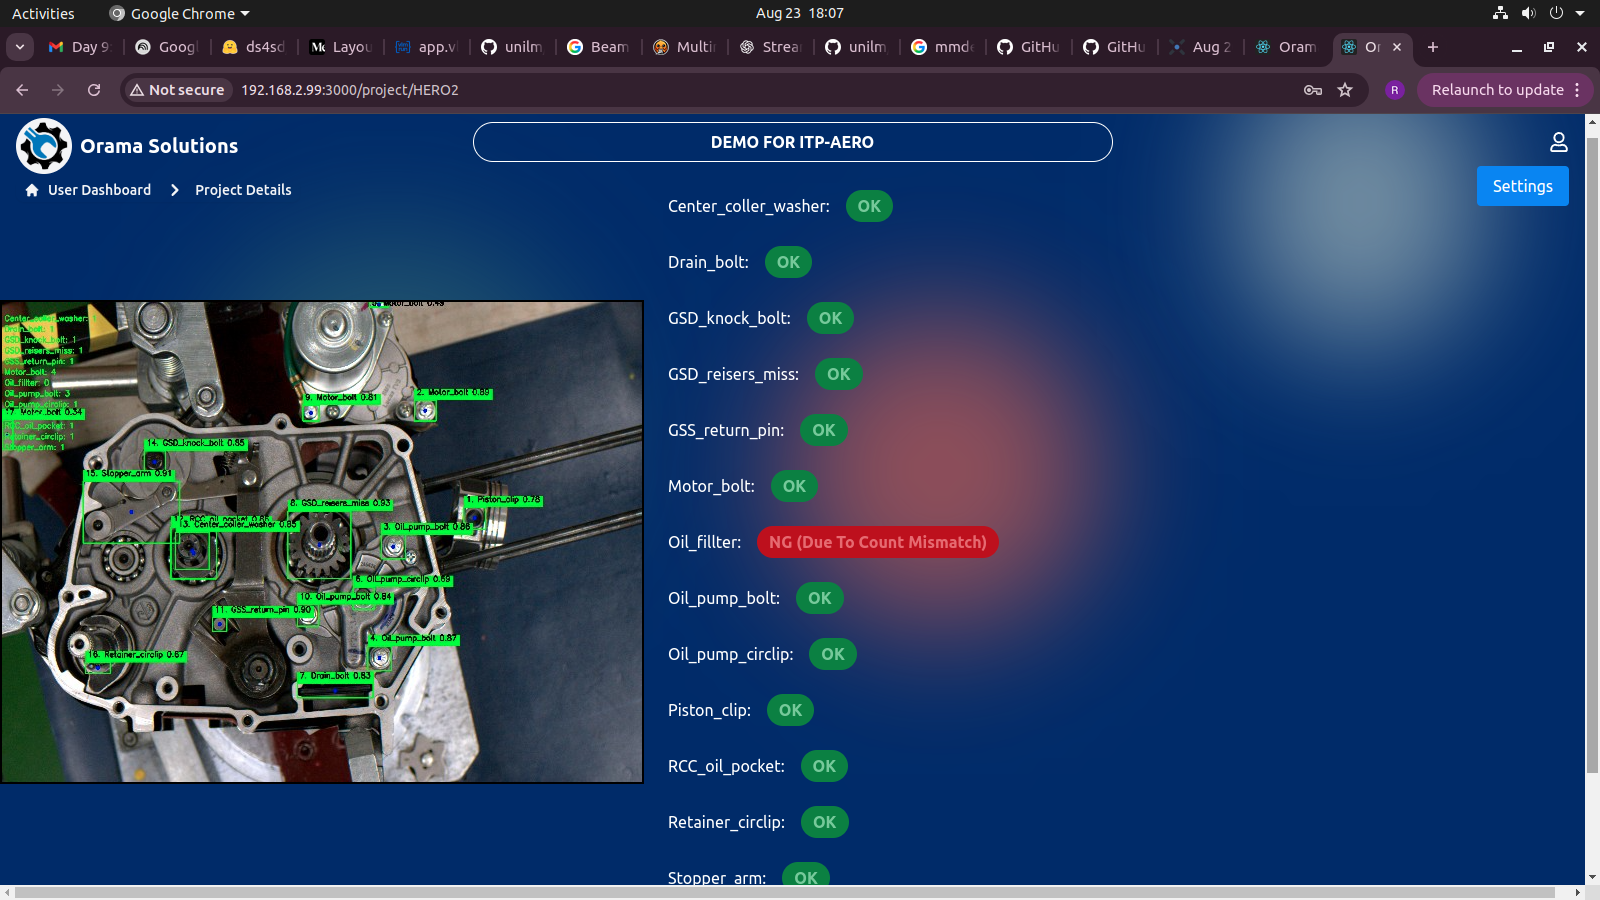 Activities
Google Chrome
Aug 23 18:07
Day 9
Googl
ds4sd
Layou
app.v
unilm
Beam
Multi
Strea
unilm
mmde
GitHu
GitHu
Aug 2
Oram
Or
Not secure
192.168.2.99:3000/project/HERO2
R
Relaunch to update
Orama Solutions
DEMO FOR ITP-AERO
User Dashboard
Project Details
Settings
Center_coller_washer: OK
Drain_bolt: OK
GSD_knock_bolt: OK
GSD_reisers_miss: OK
GSS_return_pin: OK
Motor_bolt: OK
Oil_fillter: NG (Due To Count Mismatch)
Oil_pump_bolt: OK
Oil_pump_circlip: OK
Piston_clip: OK
RCC_oil_pocket: OK
Retainer_circlip: OK
Stopper_arm: OK
Motor_bolt 0.49
Center_coller_washer: 1
Drain_bolt: 1
GSD_knock_bolt: 1
GSD_reisers_miss: 1
GSS_return_pin: 1
Motor_bolt: 4
Oil_fillter: 0
Oil_pump_bolt: 3
Oil_pump_circlip: 1
17. Motor_bolt 0.34
RCC_oil_pocket: 1
Retainer_circlip: 1
Stopper_arm: 1
9. Motor_bolt 0.81
2. Motor_bolt 0.89
14. GSD_knock_bolt 0.85
15. Stopper_arm 0.91
1. Piston_clip 0.78
GSD_reisers_miss 0.93
13. Center_coller_washer 0.85
3. Oil_pump_bolt 0.86
Oil_pump_circlip 0.69
10. Oil_pump_bolt 0.84
11. GSS_return_pin 0.90
4. Oil_pump_bolt 0.87
16. Retainer_circlip 0.87
7. Drain_bolt 0.83